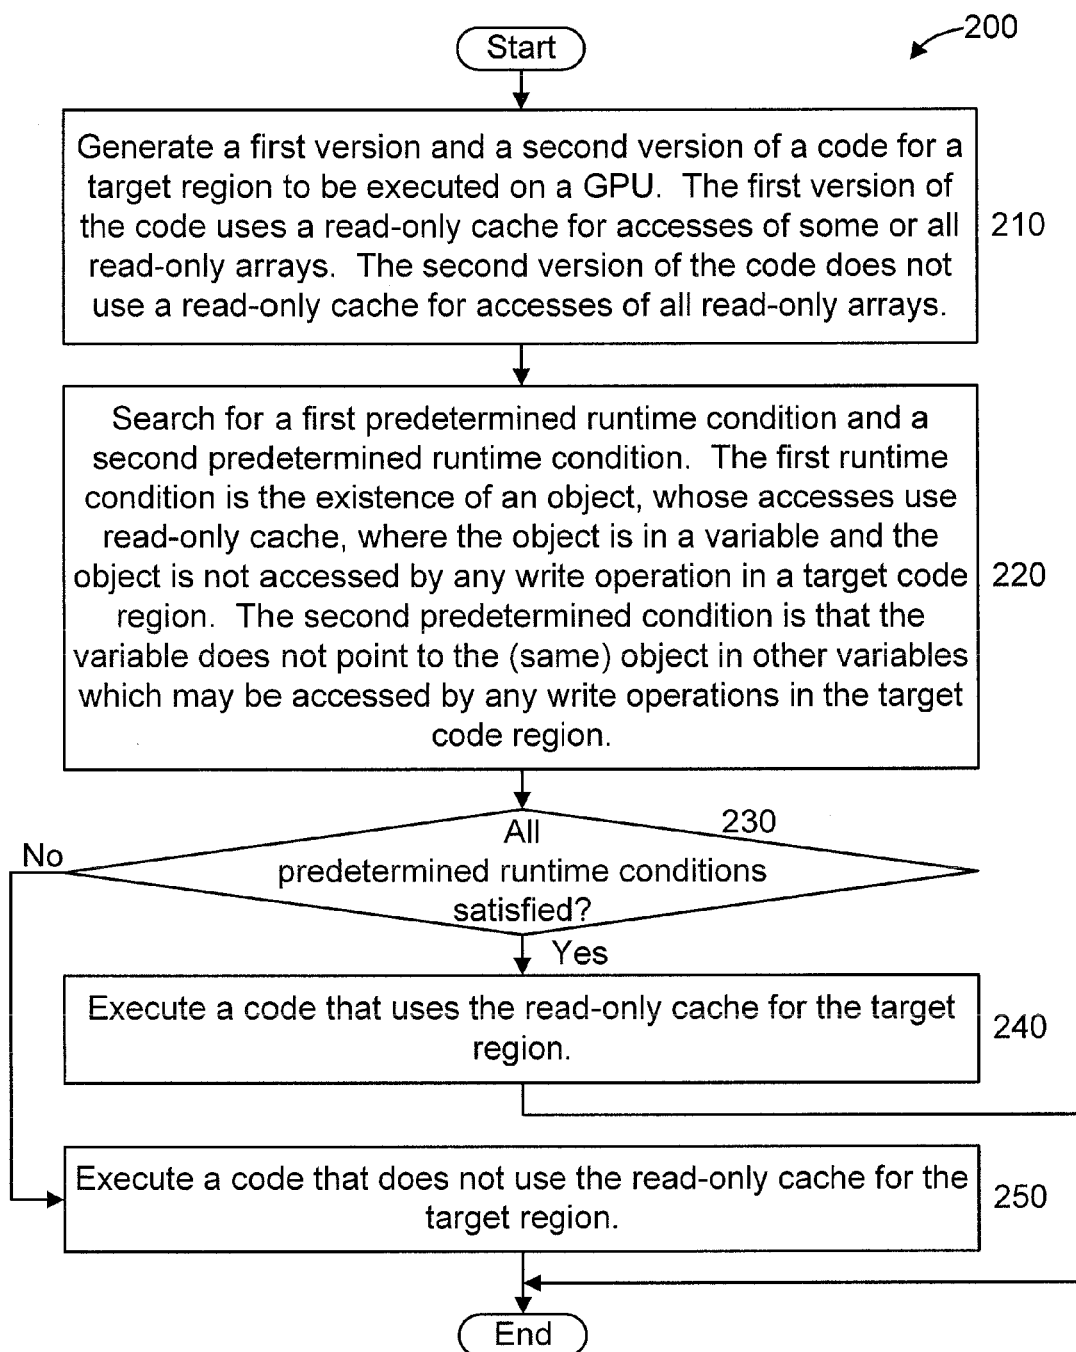 200
Start
Generate a first version and a second version of a code for a
target region to be executed on a GPU. The first version of
the code uses a read-only cache for accesses of some or all
read-only arrays. The second version of the code does not
use a read-only cache for accesses of all read-only arrays.
210
Search for a first predetermined runtime condition and a
second predetermined runtime condition. The first runtime
condition is the existence of an object, whose accesses use
read-only cache, where the object is in a variable and the
object is not accessed by any write operation in a target code
region. The second predetermined condition is that the
variable does not point to the (same) object in other variables
which may be accessed by any write operations in the target
code region.
220
230
All
predetermined runtime conditions
satisfied?
No
Yes
Execute a code that uses the read-only cache for the target
region.
240
Execute a code that does not use the read-only cache for the
target region.
250
End